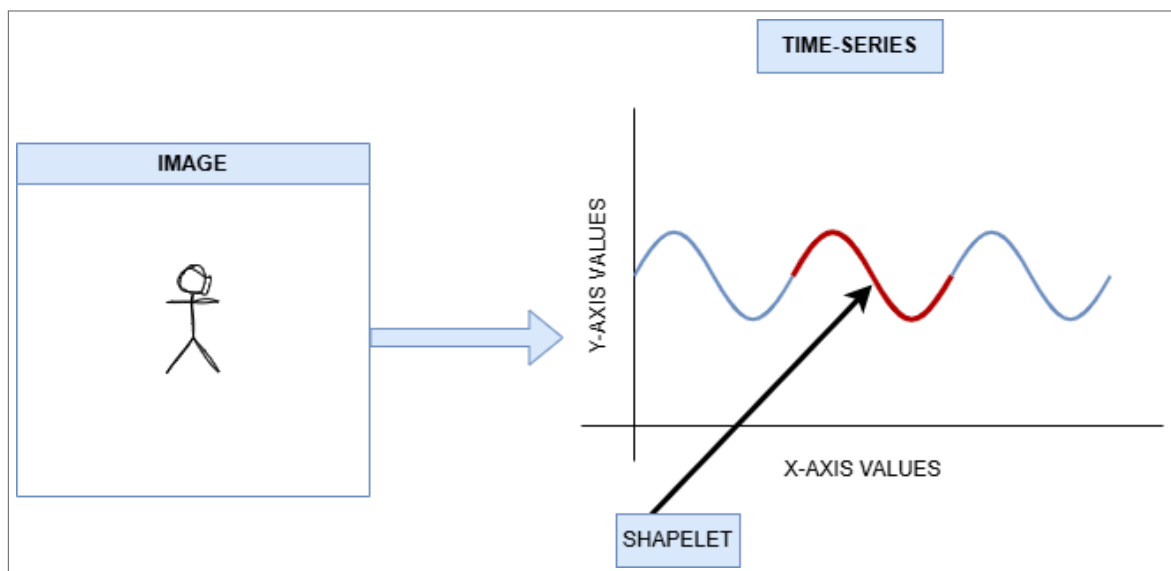 TIME-SERIES
IMAGE
Y-AXIS VALUES
X-AXIS VALUES
SHAPELET